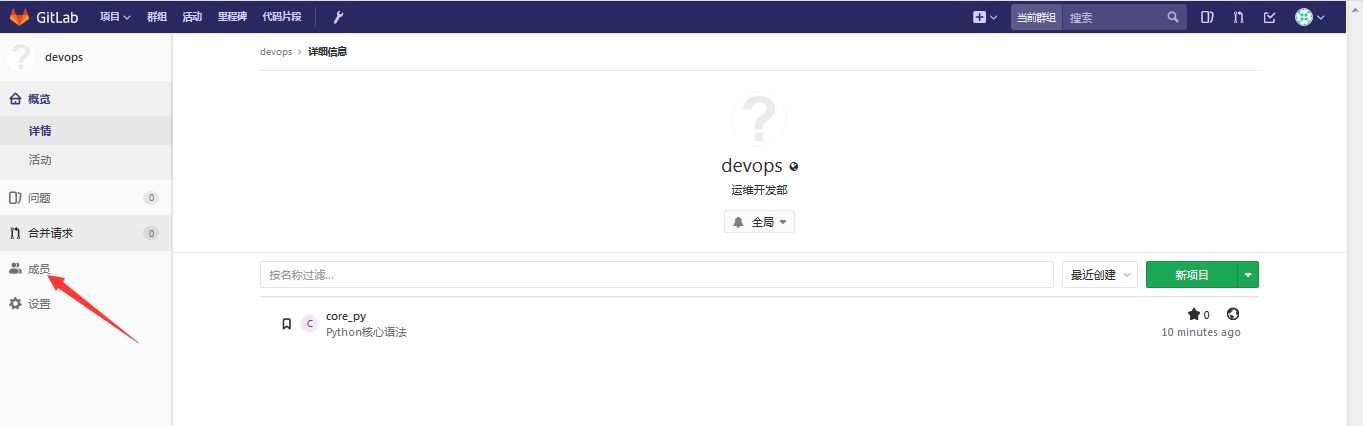 GitLab 项目 群组 活动 里程碑 代码片段 当前群组 搜索
devops
概览
详情
活动
问题 0
合并请求 0
成员
设置
devops › 详细信息
?
devops
运维开发部
全局
按名称过滤... 最近创建 新项目
C core_py 0
Python核心语法 10 minutes ago